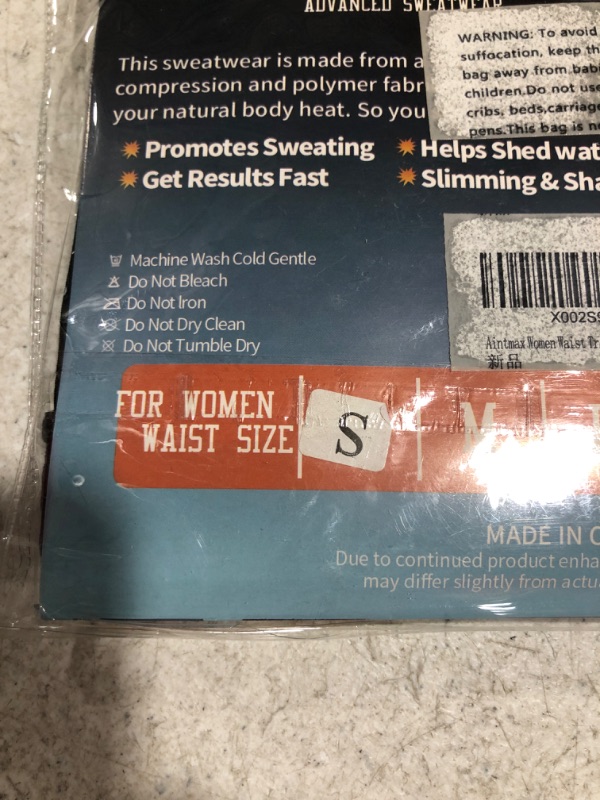 ADVANCED SWEATWEAR
This sweatwear is made from a
compression and polymer fabr
your natural body heat. So you
WARNING: To avoid
suffocation, keep th
bag away from babi
children.Do not use
cribs, beds,carriage
pens.This bag is n
Promotes Sweating
Helps Shed wat
Get Results Fast
Slimming & Sha
Machine Wash Cold Gentle
Do Not Bleach
Do Not Iron
Do Not Dry Clean
Do Not Tumble Dry
X002S
Aintmax Women Waist Tr
新品
FOR WOMEN
WAIST SIZE
S
M
MADE IN C
Due to continued product enha
may differ slightly from actu